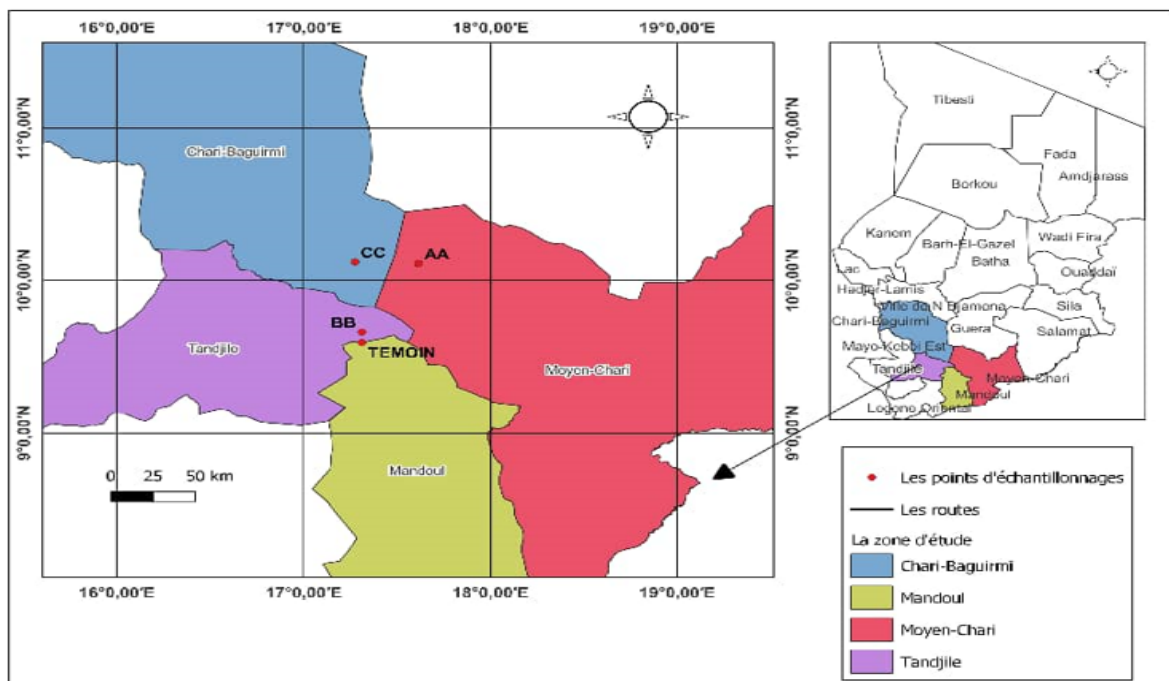 16°0,00'E 17°0,00'E 18°0,00'E 19°0,00'E
11°0,00'N
10°0,00'N
9°0,00'N
Chari-Baguirmi
CC
AA
BB
TEMOIN
Tandjile
Moyen-Chari
Mandoul
0 25 50 km
11°0,00'N
10°0,00'N
9°0,00'N
16°0,00'E 17°0,00'E 18°0,00'E 19°0,00'E
Tibesti
Fada
Amdjarass
Borkou
Kanem
Barh-El-Gazel
Wadi Fira
Batha
Lac
Ouaddaï
Hadjer-Lamis
Ville de N'Djamena
Sila
Chari-Baguirmi
Guera
Salamat
Mayo-Kebbi Est
Tandjile
Moyen-Chari
Mandoul
Logono Oriental
Les points d'échantillonnages
Les routes
La zone d'étude
Chari-Baguirmi
Mandoul
Moyen-Chari
Tandjile